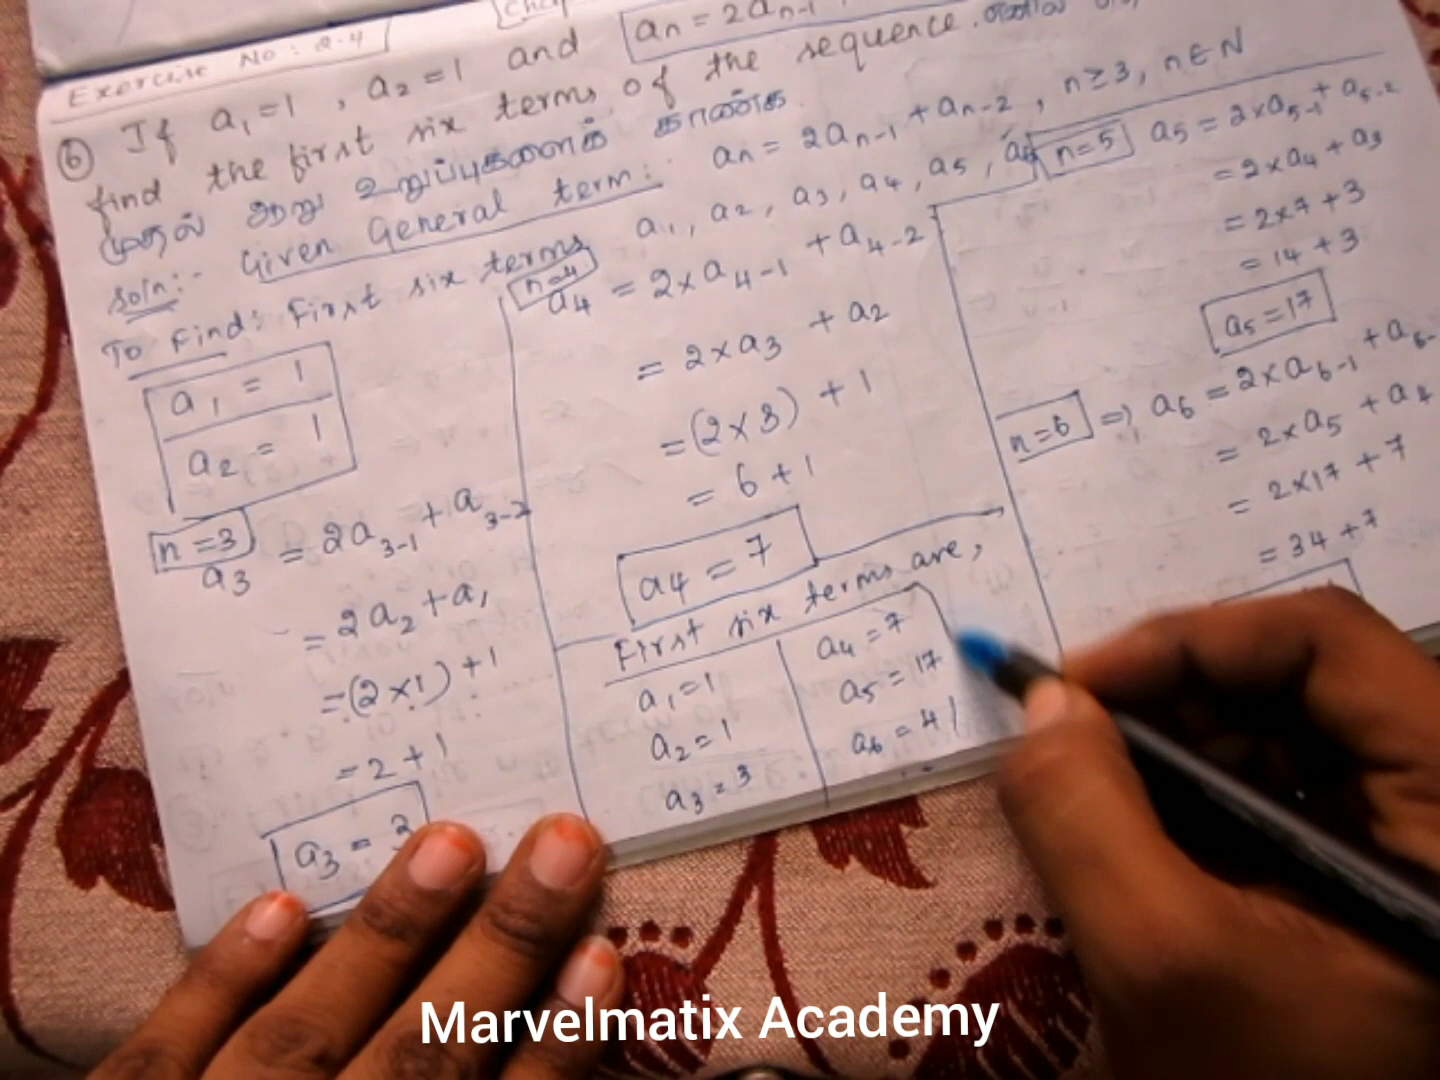 Exercise No: 2.4
⑥ If a₁=1, a₂=1 and aₙ = 2aₙ₋₁
find the first six terms of the sequence. எனில்
முதல் ஆறு உறுப்புகளைக் காண்க.
Soln:- Given General term: aₙ = 2aₙ₋₁ + aₙ₋₂, n≥3, n∈N
To Find: First six terms a₁, a₂, a₃, a₄, a₅,
a₁ = 1
a₂ = 1
n=3
a₃ = 2a₃₋₁ + a₃₋₂
= 2a₂ + a₁
= (2×1) + 1
= 2 + 1
a₃ = 3
n=4
a₄ = 2×a₄₋₁ + a₄₋₂
= 2×a₃ + a₂
= (2×3) + 1
= 6 + 1
a₄ = 7
n=5 a₅ = 2×a₅₋₁ + a₅₋₂
= 2×a₄ + a₃
= 2×7 + 3
= 14 + 3
a₅ = 17
n=6 ⇒ a₆ = 2×a₆₋₁ + a₆₋
= 2×a₅ + a₄
= 2×17 + 7
= 34 + 7
First six terms are,
a₁=1
a₂=1
a₃=3
a₄=7
a₅=17
a₆=41
Marvelmatix Academy